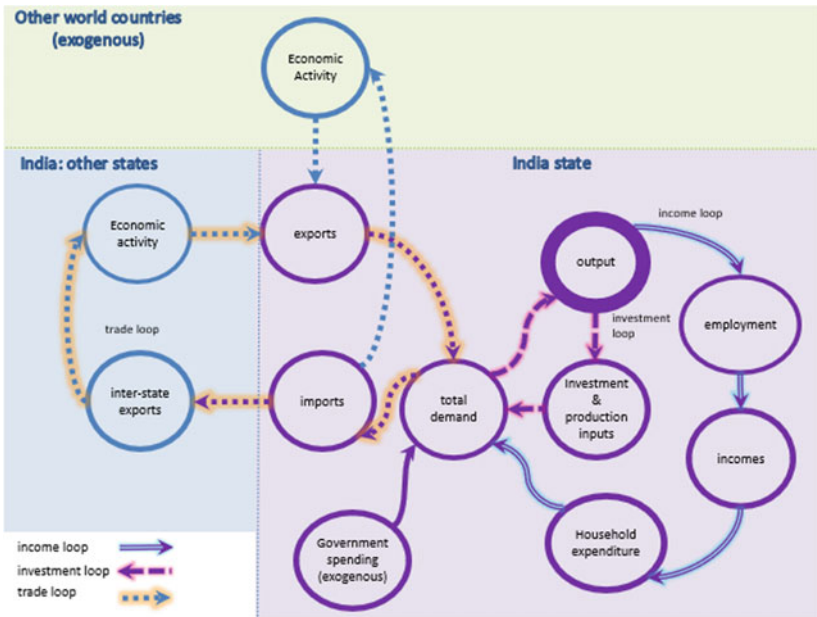 Other world countries
(exogenous)
Economic
Activity
India: other states
India state
Economic
activity
exports
income loop
output
trade loop
investment
loop
employment
inter-state
exports
imports
total
demand
Investment
&
production
inputs
incomes
Government
spending
(exogenous)
Household
expenditure
income loop
investment loop
trade loop